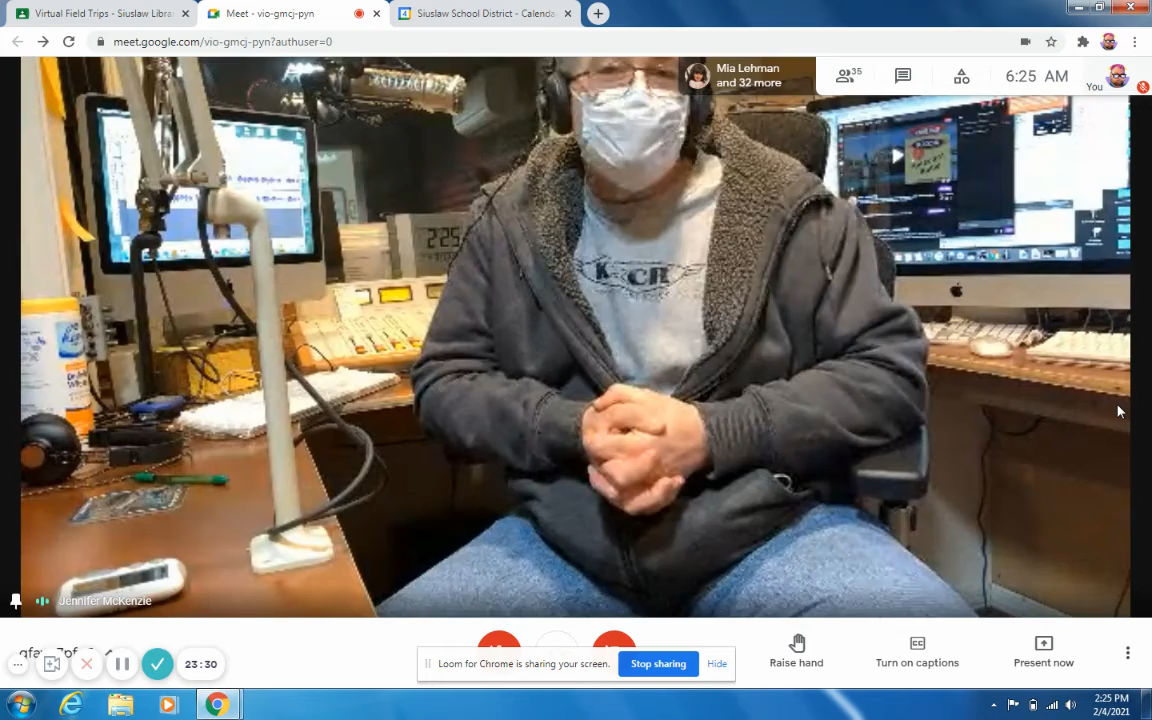 Virtual Field Trips - Siuslaw Libra
Meet - vio-gmcj-pyn
Siuslaw School District - Calenda
meet.google.com/vio-gmcj-pyn?authuser=0
Mia Lehman
and 32 more
35
6:25 AM
You
2:25
Jennifer McKenzie
23:30
Loom for Chrome is sharing your screen.
Stop sharing
Hide
Raise hand
Turn on captions
Present now
2:25 PM
2/4/2021